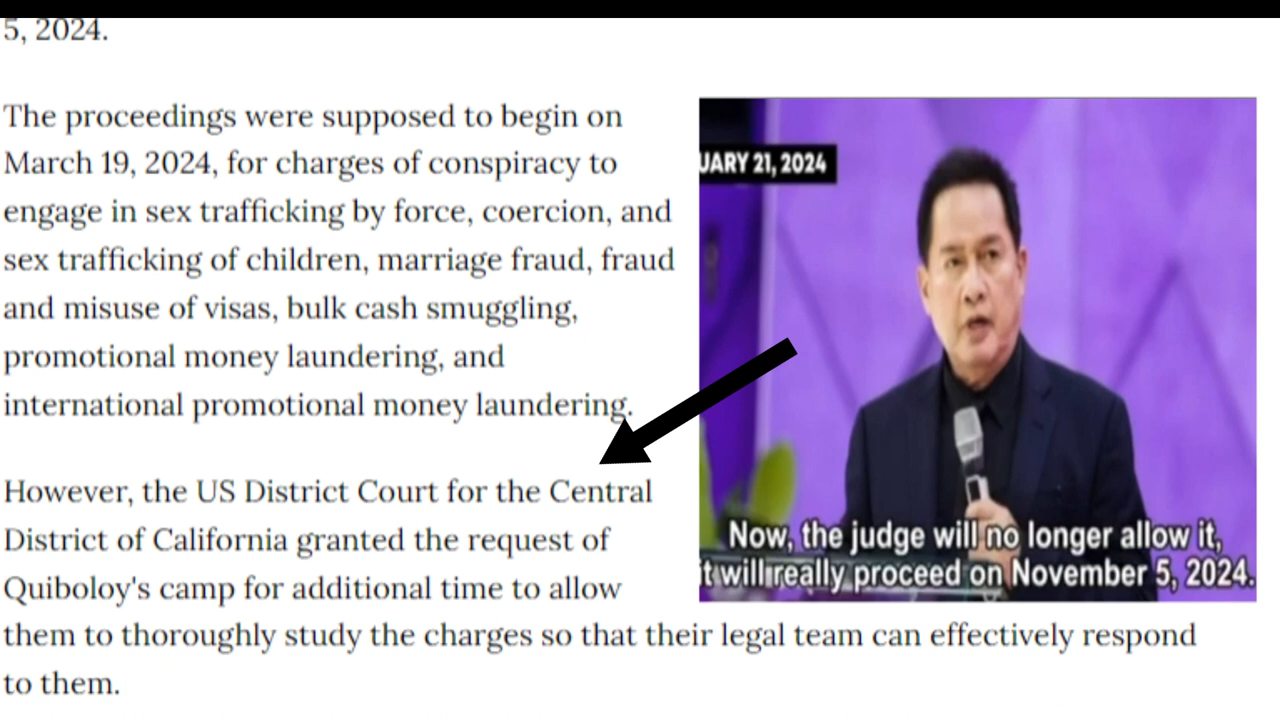 5, 2024.
The proceedings were supposed to begin on
March 19, 2024, for charges of conspiracy to
engage in sex trafficking by force, coercion, and
sex trafficking of children, marriage fraud, fraud
and misuse of visas, bulk cash smuggling,
promotional money laundering, and
international promotional money laundering.
However, the US District Court for the Central
District of California granted the request of
Quiboloy's camp for additional time to allow
them to thoroughly study the charges so that their legal team can effectively respond
to them.
UARY 21, 2024
Now, the judge will no longer allow it,
it will really proceed on November 5, 2024.